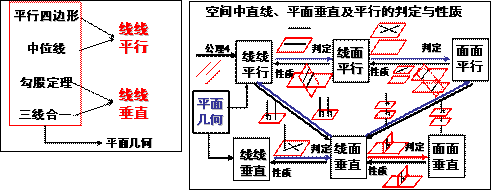 平行四边形
中位线
线线
平行
勾股定理
三线合一
线线
垂直
平面几何
空间中直线、平面垂直及平行的判定与性质
公理4
线线
平行
判定
性质
线面
平行
判定
性质
面面
平行
平面
几何
线线
垂直
判定
性质
线面
垂直
判定
性质
面面
垂直